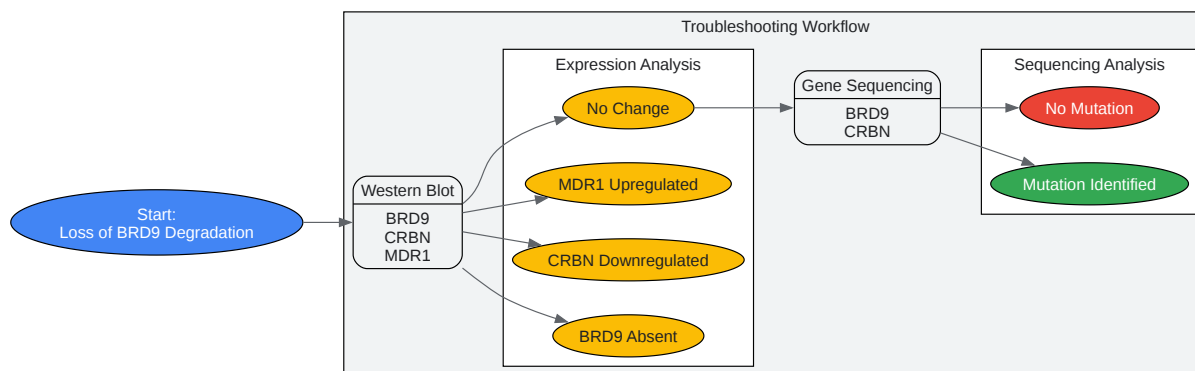 Troubleshooting Workflow
Start:
Loss of BRD9 Degradation
Western Blot
BRD9
CRBN
MDR1
Expression Analysis
No Change
MDR1 Upregulated
CRBN Downregulated
BRD9 Absent
Gene Sequencing
BRD9
CRBN
Sequencing Analysis
No Mutation
Mutation Identified